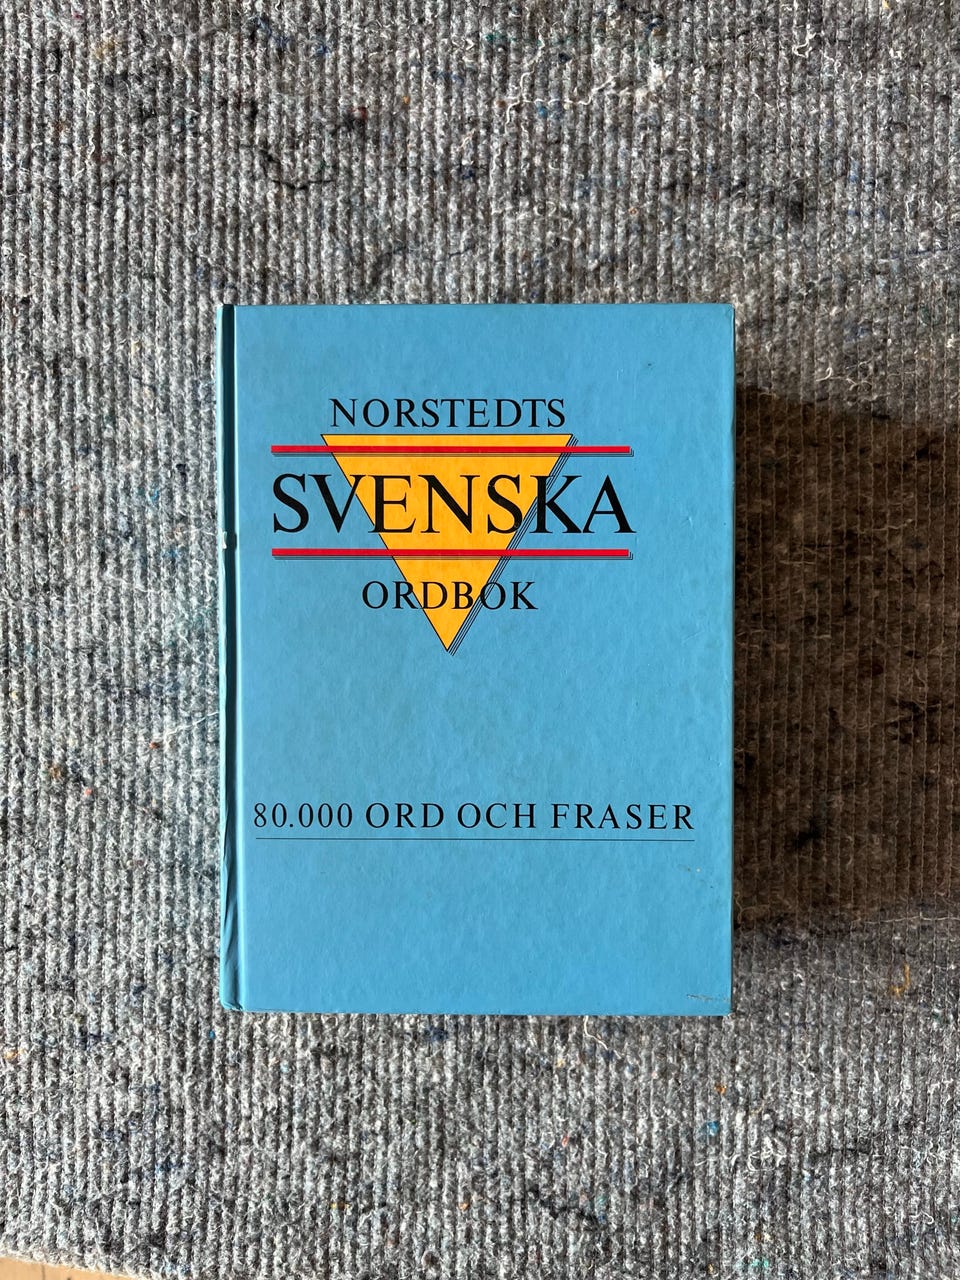 NORSTEDTS
SVENSKA
ORDBOK
80.000 ORD OCH FRASER